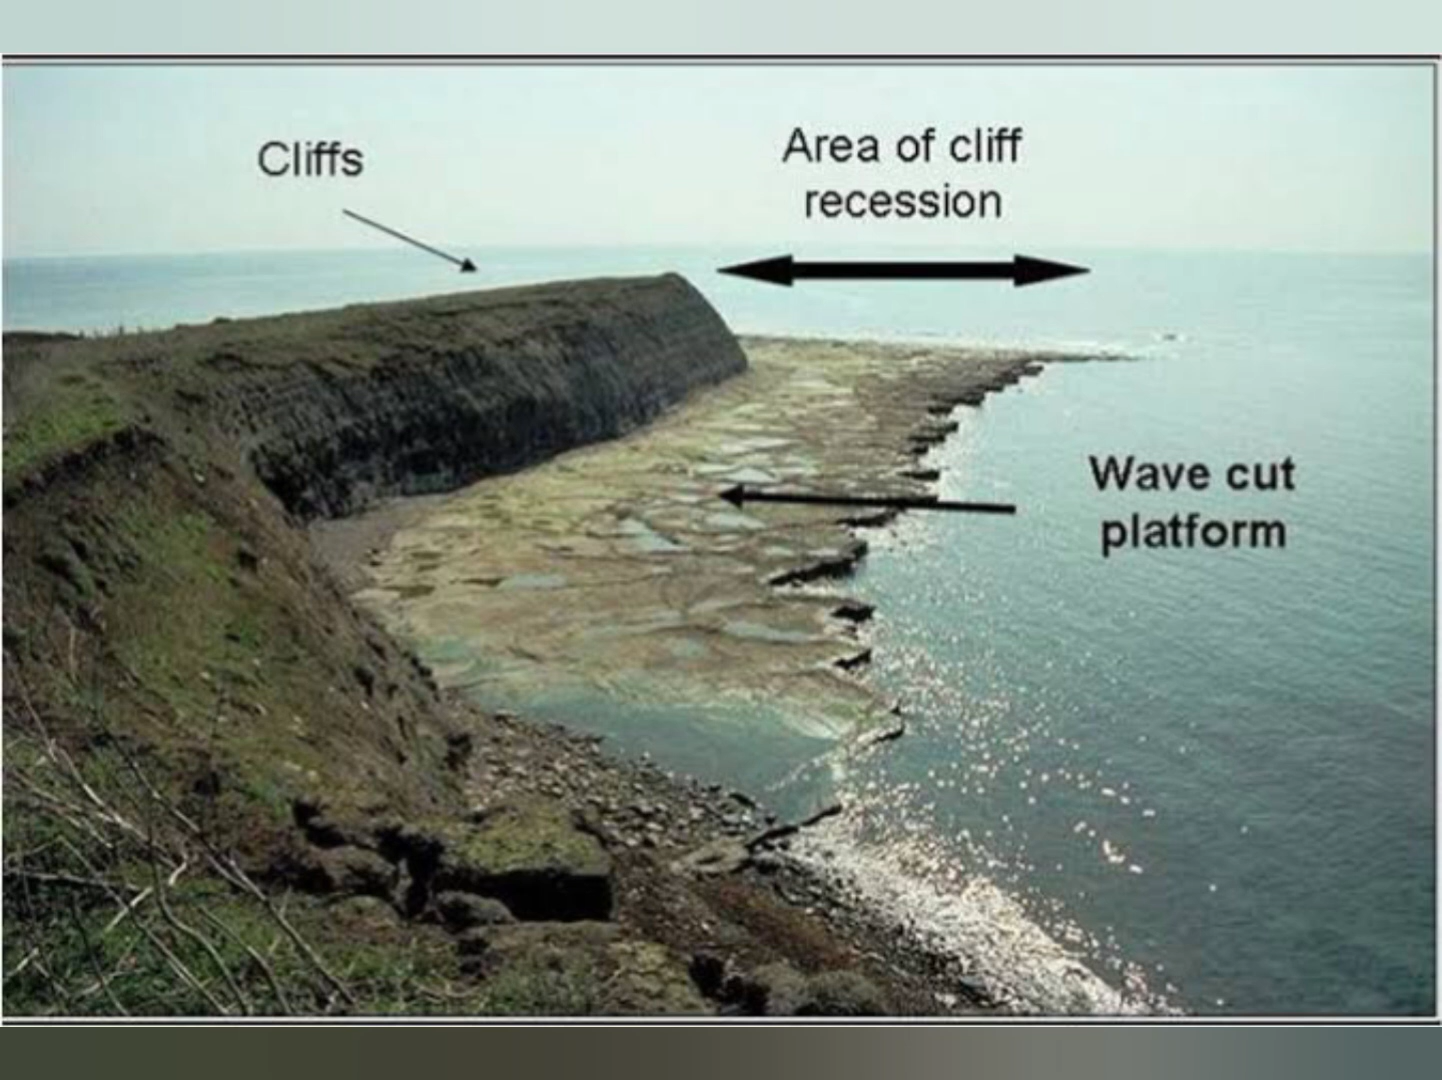 Cliffs
Area of cliff
recession
Wave cut
platform